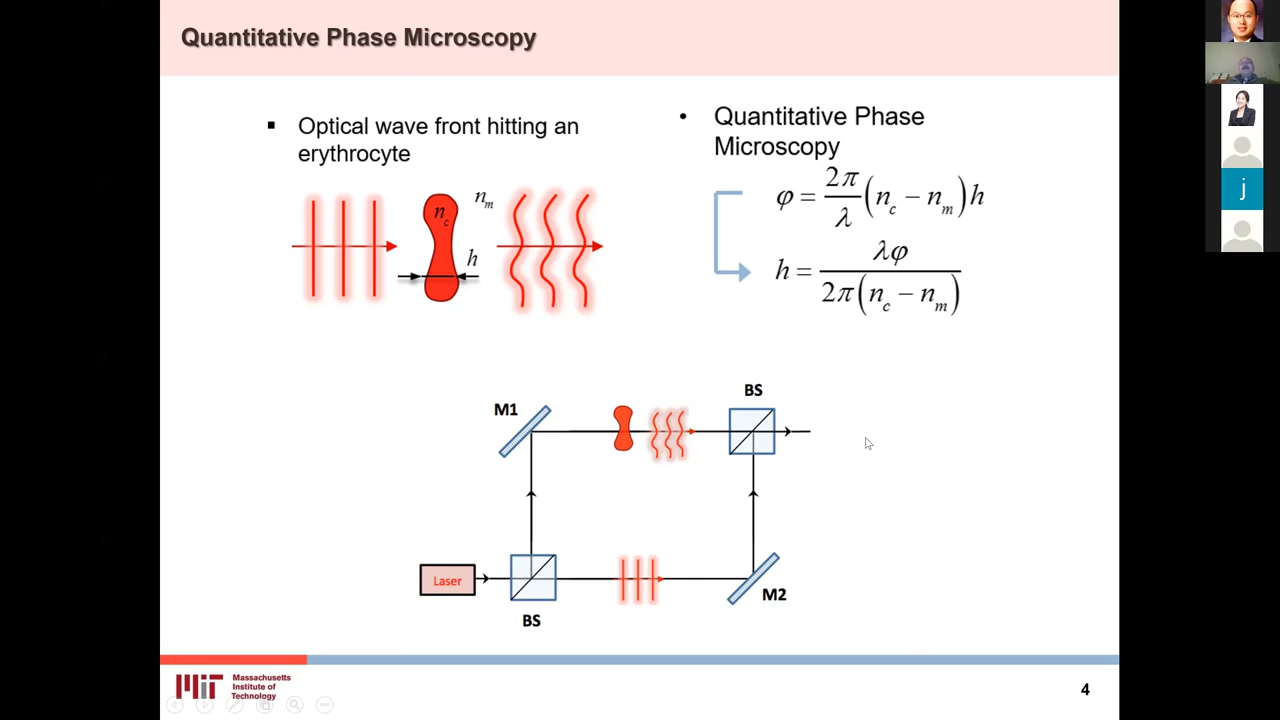 Quantitative Phase Microscopy
▪ Optical wave front hitting an
erythrocyte
n_c
n_m
h
• Quantitative Phase
Microscopy
φ = 2π/λ (n_c − n_m) h
h = λφ / 2π(n_c − n_m)
M1
BS
Laser
BS
M2
Massachusetts
Institute of
Technology
MIT
4
j